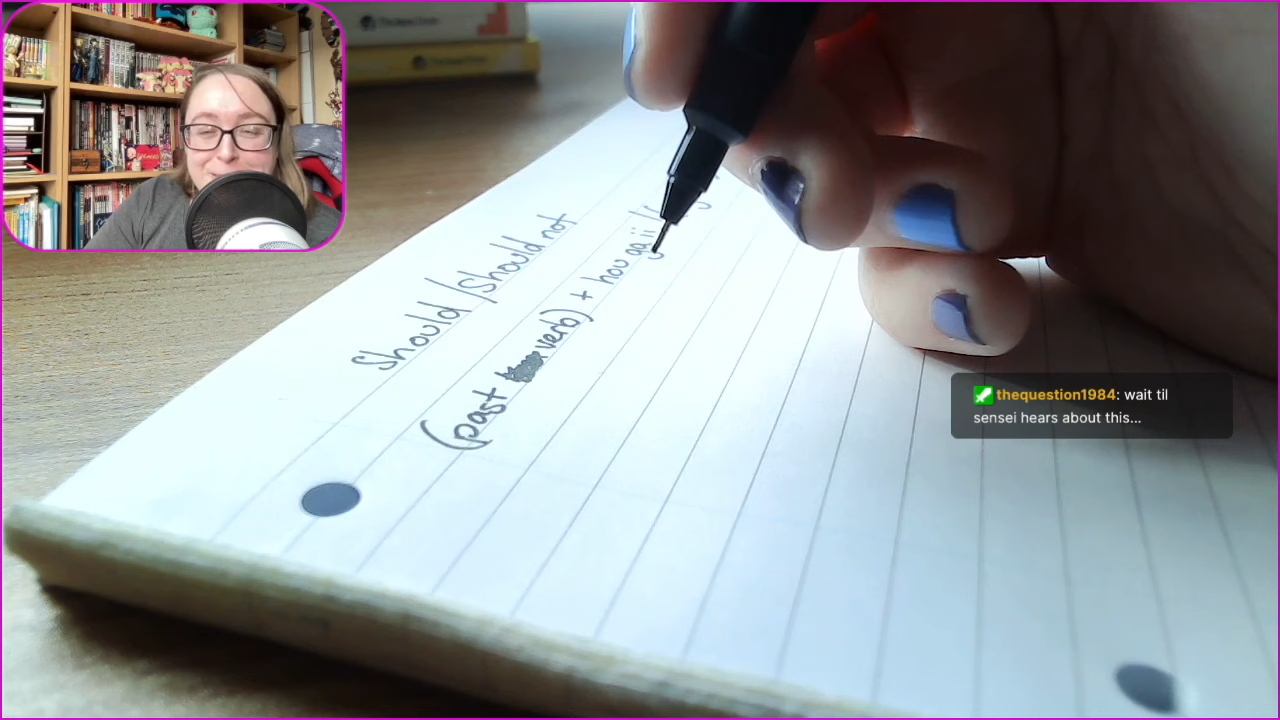 Should / Should not
(past verb) + hou ga ii /
thequestion1984: wait til
sensei hears about this...